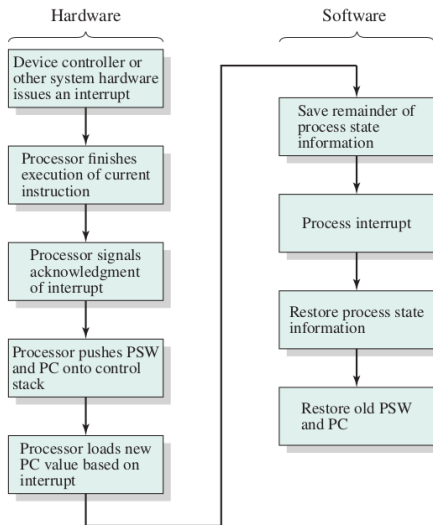 Hardware
Device controller or
other system hardware
issues an interrupt
Processor finishes
execution of current
instruction
Processor signals
acknowledgment
of interrupt
Processor pushes PSW
and PC onto control
stack
Processor loads new
PC value based on
interrupt
Software
Save remainder of
process state
information
Process interrupt
Restore process state
information
Restore old PSW
and PC